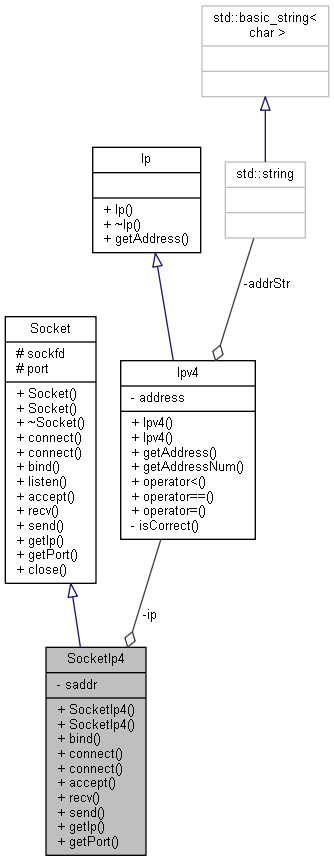 std::basic_string<
char >
std::string
-addrStr
Ip
+ Ip()
+ ~Ip()
+ getAddress()
Ipv4
- address
+ Ipv4()
+ Ipv4()
+ getAddress()
+ getAddressNum()
+ operator<()
+ operator==()
+ operator=()
- isCorrect()
Socket
# sockfd
# port
+ Socket()
+ Socket()
+ ~Socket()
+ connect()
+ connect()
+ bind()
+ listen()
+ accept()
+ recv()
+ send()
+ getIp()
+ getPort()
+ close()
-ip
SocketIp4
- saddr
+ SocketIp4()
+ SocketIp4()
+ bind()
+ connect()
+ connect()
+ accept()
+ recv()
+ send()
+ getIp()
+ getPort()